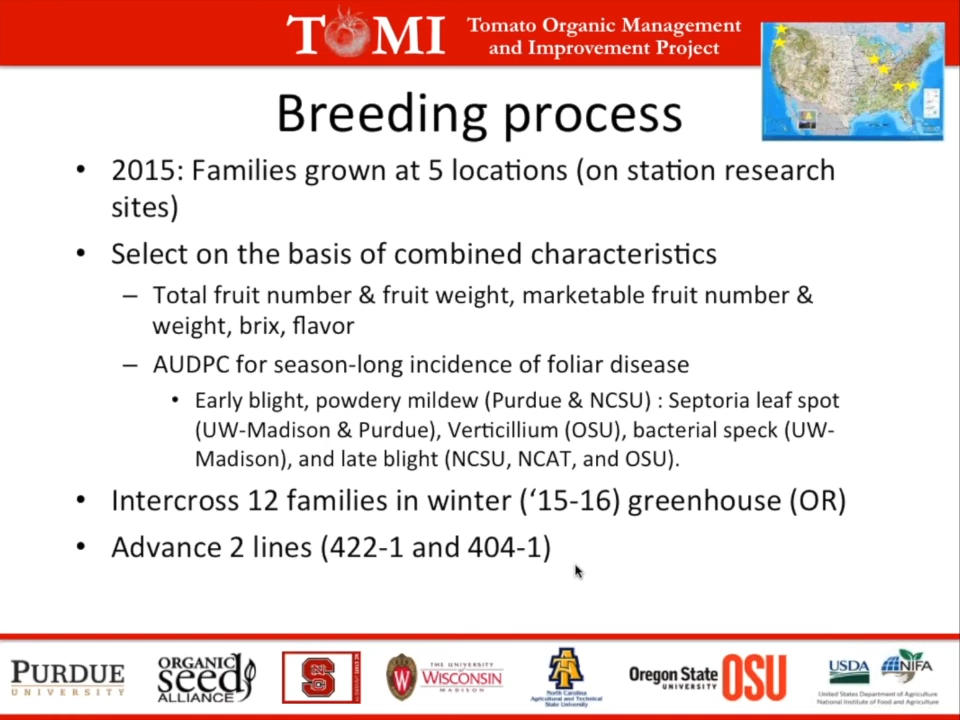 TOMI
Tomato Organic Management
and Improvement Project
Breeding process
• 2015: Families grown at 5 locations (on station research
sites)
• Select on the basis of combined characteristics
– Total fruit number & fruit weight, marketable fruit number &
weight, brix, flavor
– AUDPC for season-long incidence of foliar disease
• Early blight, powdery mildew (Purdue & NCSU) : Septoria leaf spot
(UW-Madison & Purdue), Verticillium (OSU), bacterial speck (UW-
Madison), and late blight (NCSU, NCAT, and OSU).
• Intercross 12 families in winter (‘15-16) greenhouse (OR)
• Advance 2 lines (422-1 and 404-1)
PURDUE
UNIVERSITY
ORGANIC
seed
ALLIANCE
NC STATE UNIVERSITY
S
W
THE UNIVERSITY
of
WISCONSIN
MADISON
North Carolina
Agricultural and Technical
State University
Oregon State
UNIVERSITY
OSU
USDA
NIFA
United States Department of Agriculture
National Institute of Food and Agriculture